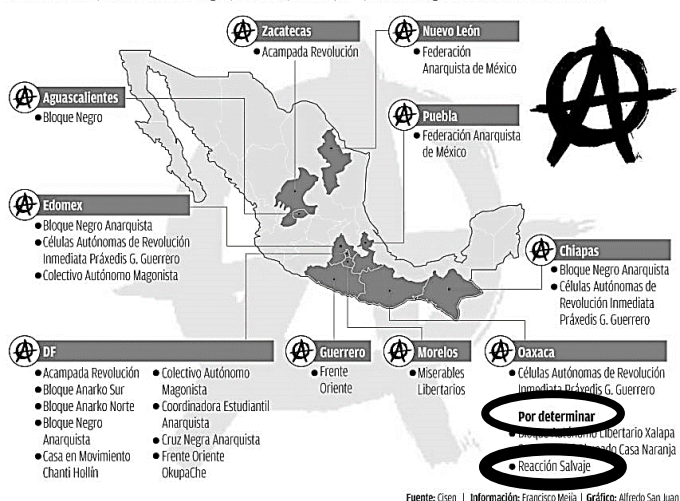 Zacatecas
Acampada Revolución
Nuevo León
Federación
Anarquista de México
Aguascalientes
Bloque Negro
Puebla
Federación Anarquista
de México
Edomex
Bloque Negro Anarquista
Células Autónomas de Revolución
Inmediata Práxedis G. Guerrero
Colectivo Autónomo Magonista
Chiapas
Bloque Negro Anarquista
Células Autónomas de
Revolución Inmediata
Práxedis G. Guerrero
DF
Acampada Revolución
Bloque Anarko Sur
Bloque Anarko Norte
Bloque Negro
Anarquista
Casa en Movimiento
Chanti Hollín
Colectivo Autónomo
Magonista
Coordinadora Estudiantil
Anarquista
Cruz Negra Anarquista
Frente Oriente
OkupaChe
Guerrero
Frente
Oriente
Morelos
Miserables
Libertarios
Oaxaca
Células Autónomas de Revolución
Inmediata Práxedis G. Guerrero
Por determinar
Bloque Autónomo Libertario Xalapa
Casa Naranja
Reacción Salvaje
Fuente: Cisen | Información: Francisco Mejía | Gráfico: Alfredo San Juan